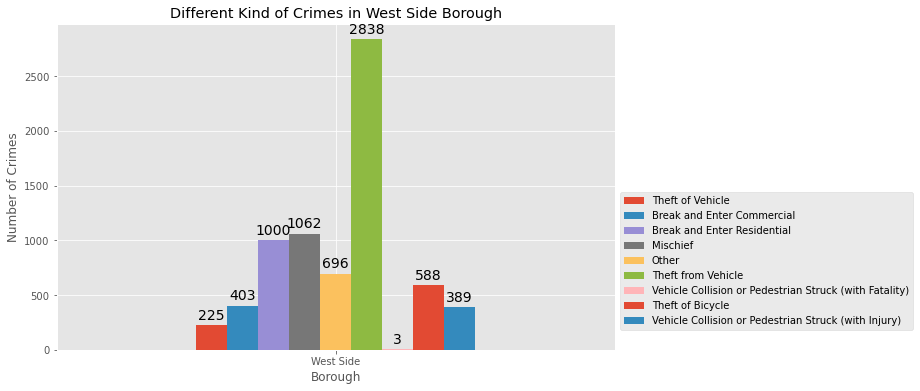 Different Kind of Crimes in West Side Borough
2838
2500
2000
1500
1000
500
0
Number of Crimes
225
403
1000
1062
696
3
588
389
West Side
Borough
Theft of Vehicle
Break and Enter Commercial
Break and Enter Residential
Mischief
Other
Theft from Vehicle
Vehicle Collision or Pedestrian Struck (with Fatality)
Theft of Bicycle
Vehicle Collision or Pedestrian Struck (with Injury)